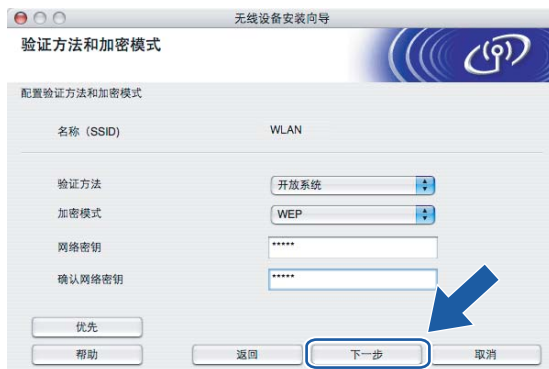 无线设备安装向导
验证方法和加密模式
配置验证方法和加密模式
名称（SSID） WLAN
验证方法 开放系统
加密模式 WEP
网络密钥 *****
确认网络密钥 *****
优先
帮助 返回 下一步 取消